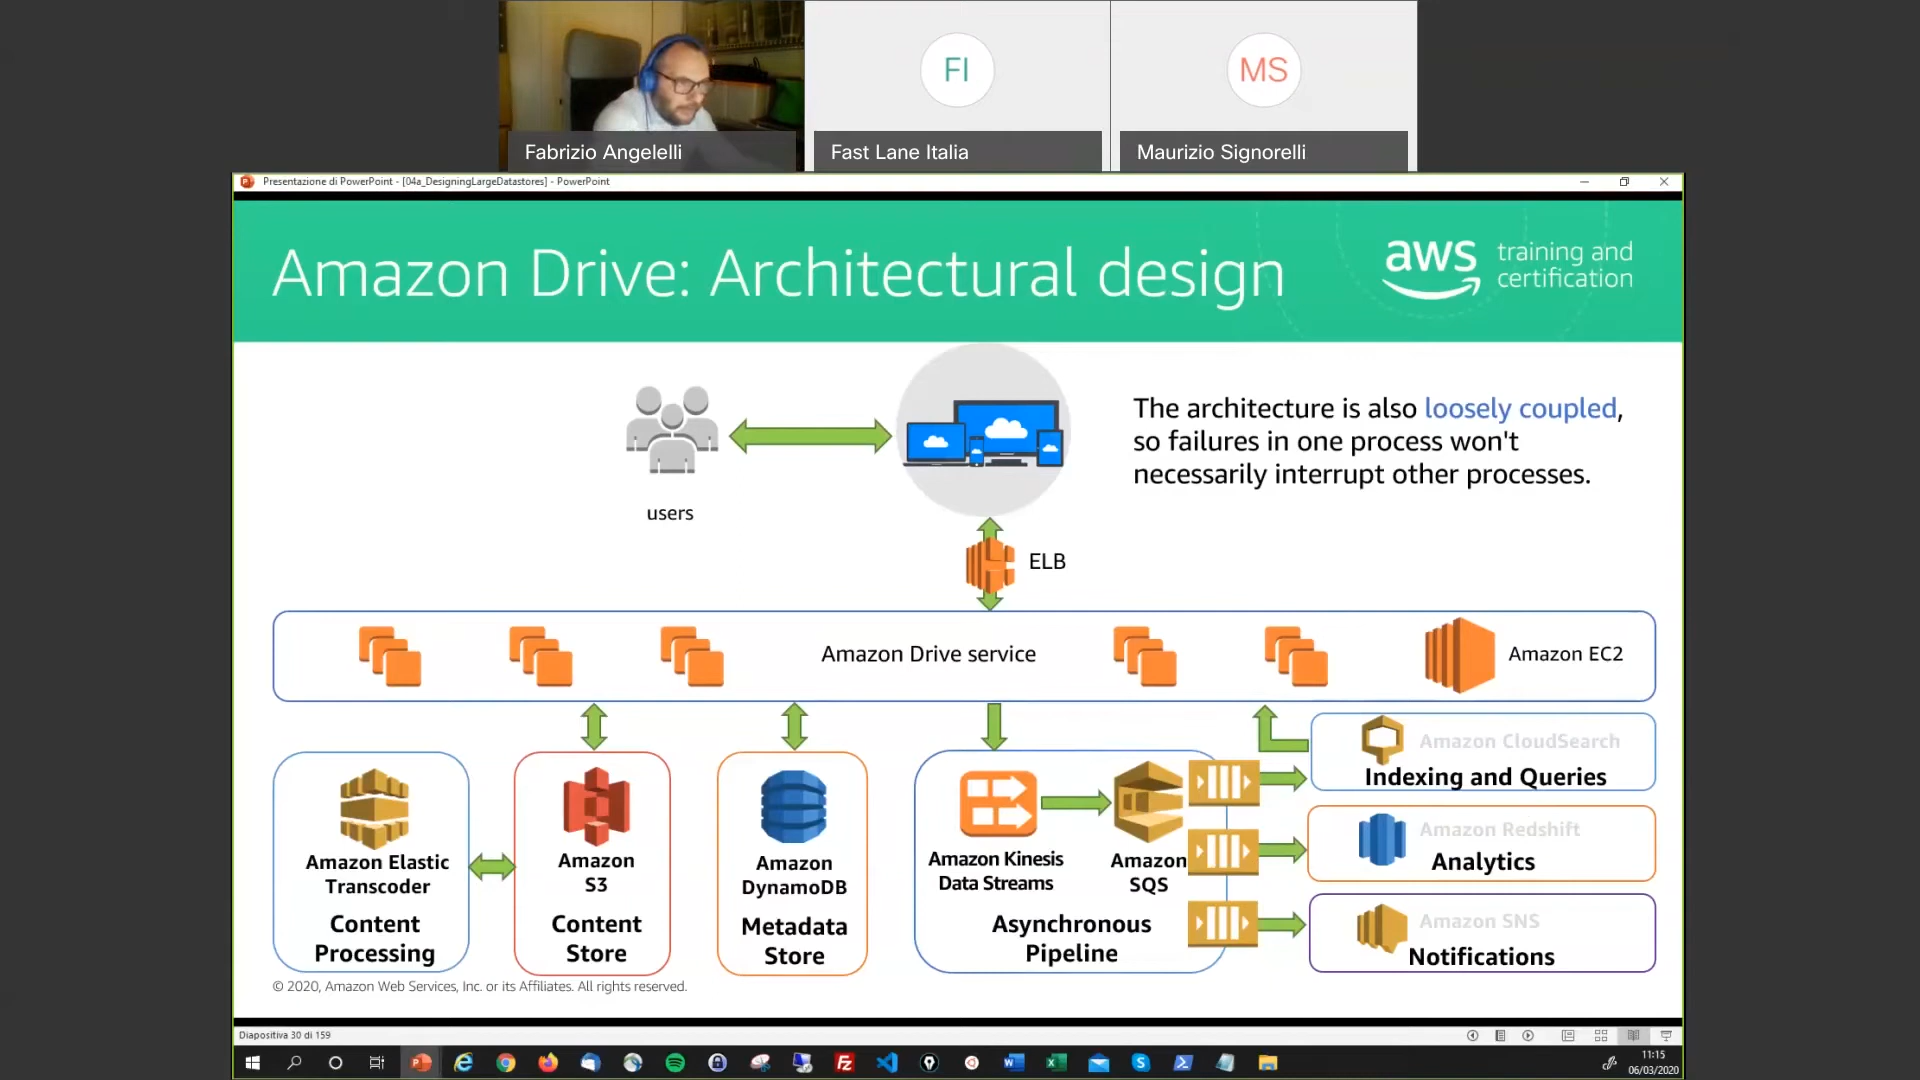 FI
MS
Fabrizio Angelelli
Fast Lane Italia
Maurizio Signorelli
Presentazione di PowerPoint - [04a_DesigningLargeDatastores] - PowerPoint
Amazon Drive: Architectural design
aws
training and
certification
The architecture is also loosely coupled,
so failures in one process won't
necessarily interrupt other processes.
users
ELB
Amazon Drive service
Amazon EC2
Amazon Elastic
Transcoder
Content
Processing
Amazon
S3
Content
Store
Amazon
DynamoDB
Metadata
Store
Amazon Kinesis
Data Streams
Amazon
SQS
Asynchronous
Pipeline
Amazon CloudSearch
Indexing and Queries
Amazon Redshift
Analytics
Amazon SNS
Notifications
© 2020, Amazon Web Services, Inc. or its Affiliates. All rights reserved.
Diapositiva 30 di 159
11:15
06/03/2020